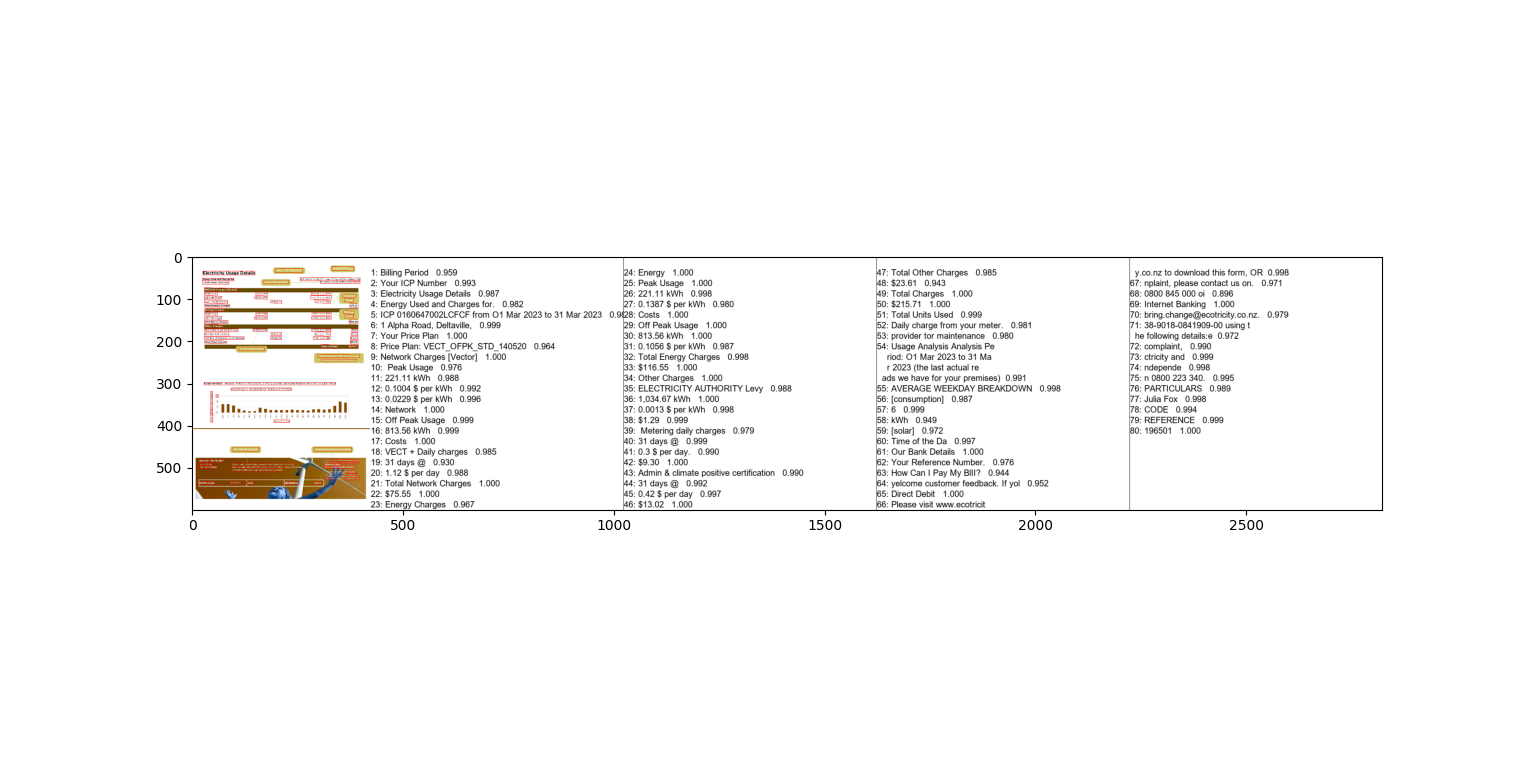 0
100
200
300
400
500
0
500
1000
1500
2000
2500
Electricity Usage Details
1: Billing Period 0.959
2: Your ICP Number 0.993
3: Electricity Usage Details 0.987
4: Energy Used and Charges for. 0.982
5: ICP 0160647002LCFCF from O1 Mar 2023 to 31 Mar 2023
6: 1 Alpha Road, Deltaville, 0.999
7: Your Price Plan 1.000
8: Price Plan: VECT_OFPK_STD_140520 0.964
9: Network Charges [Vector] 1.000
10: Peak Usage 0.976
11: 221.11 kWh 0.988
12: 0.1004 $ per kWh 0.992
13: 0.0229 $ per kWh 0.996
14: Network 1.000
15: Off Peak Usage 0.999
16: 813.56 kWh 0.999
17: Costs 1.000
18: VECT + Daily charges 0.985
19: 31 days @ 0.930
20: 1.12 $ per day 0.988
21: Total Network Charges 1.000
22: $75.55 1.000
23: Energy Charges 0.967
24: Energy 1.000
25: Peak Usage 1.000
26: 221.11 kWh 0.998
27: 0.1387 $ per kWh 0.980
28: Costs 1.000
29: Off Peak Usage 1.000
30: 813.56 kWh 1.000
31: 0.1056 $ per kWh 0.987
32: Total Energy Charges 0.998
33: $116.55 1.000
34: Other Charges 1.000
35: ELECTRICITY AUTHORITY Levy 0.988
36: 1,034.67 kWh 1.000
37: 0.0013 $ per kWh 0.998
38: $1.29 0.999
39: Metering daily charges 0.979
40: 31 days @ 0.999
41: 0.3 $ per day. 0.990
42: $9.30 1.000
43: Admin & climate positive certification 0.990
44: 31 days @ 0.992
45: 0.42 $ per day 0.997
46: $13.02 1.000
47: Total Other Charges 0.985
48: $23.61 0.943
49: Total Charges 1.000
50: $215.71 1.000
51: Total Units Used 0.999
52: Daily charge from your meter. 0.981
53: provider tor maintenance 0.980
54: Usage Analysis Analysis Pe
riod: O1 Mar 2023 to 31 Ma
r 2023 (the last actual re
ads we have for your premises) 0.991
55: AVERAGE WEEKDAY BREAKDOWN 0.998
56: [consumption] 0.987
57: 6 0.999
58: kWh 0.949
59: [solar] 0.972
60: Time of the Da 0.997
61: Our Bank Details 1.000
62: Your Reference Number. 0.976
63: How Can I Pay My BIII? 0.944
64: yelcome customer feedback. If yol 0.952
65: Direct Debit 1.000
66: Please visit www.ecotricit
y.co.nz to download this form, OR 0.998
67: nplaint, please contact us on. 0.971
68: 0800 845 000 oi 0.896
69: Internet Banking 1.000
70: bring.change@ecotricity.co.nz. 0.979
71: 38-9018-0841909-00 using t
he following details:e 0.972
72: complaint, 0.990
73: ctricity and 0.999
74: ndepende 0.998
75: n 0800 223 340. 0.995
76: PARTICULARS 0.989
77: Julia Fox 0.998
78: CODE 0.994
79: REFERENCE 0.999
80: 196501 1.000